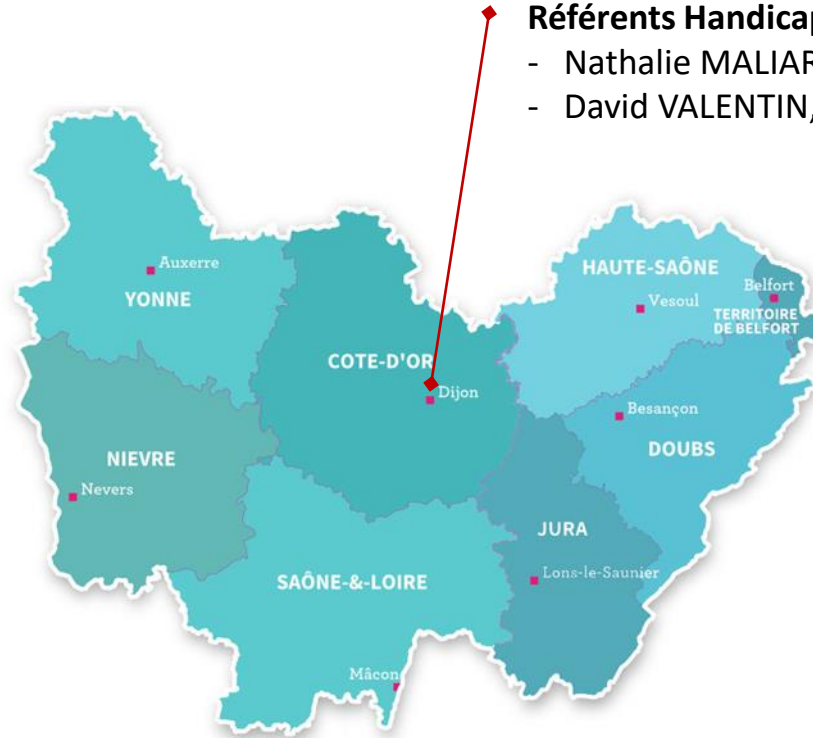 Référents Handicap
- Nathalie MALIAR
- David VALENTIN,
Auxerre
YONNE
HAUTE-SAÔNE
Belfort
Vesoul
TERRITOIRE
DE BELFORT
COTE-D'OR
Dijon
Besançon
DOUBS
NIEVRE
Nevers
JURA
SAÔNE-&-LOIRE
Lons-le-Saunier
Mâcon